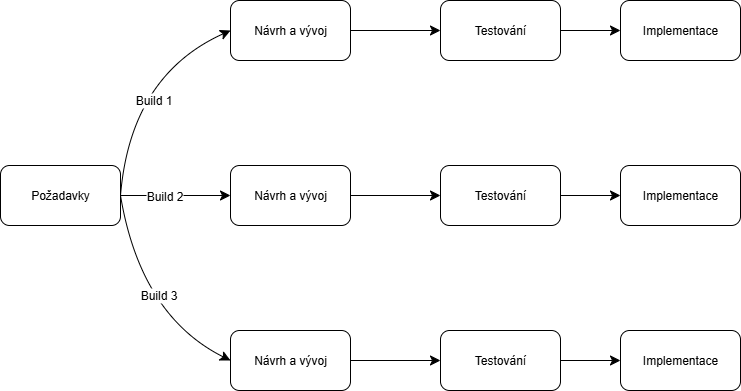 Návrh a vývoj
Testování
Implementace
Build 1
Požadavky
Build 2
Návrh a vývoj
Testování
Implementace
Build 3
Návrh a vývoj
Testování
Implementace